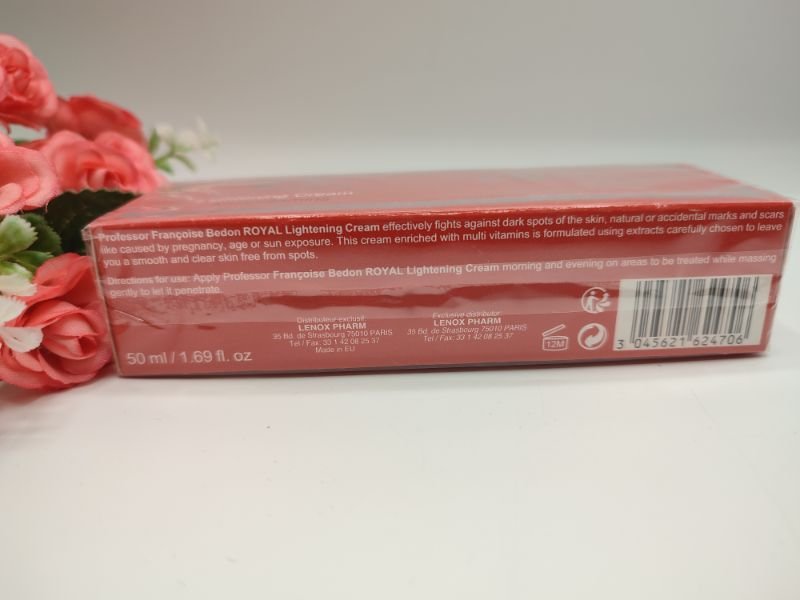 Cream
Professor Françoise Bedon ROYAL Lightening Cream effectively fights against dark spots of the skin, natural or accidental marks and scars
like caused by pregnancy, age or sun exposure. This cream enriched with multi vitamins is formulated using extracts carefully chosen to leave
you a smooth and clear skin free from spots.
Directions for use: Apply Professor Françoise Bedon ROYAL Lightening Cream morning and evening on areas to be treated while massing
gently to let it penetrate.
Distributeur-exclusif:
LENOX PHARM
35 Bd. de Strasbourg 75010 PARIS
Tel / Fax: 33 1 42 08 25 37
Made in EU
Exclusive distributor:
LENOX PHARM
35 Bd. de Strasbourg 75010 PARIS
Tel / Fax: 33 1 42 08 25 37
50 ml / 1.69 fl. oz
12M
3 045621 624706